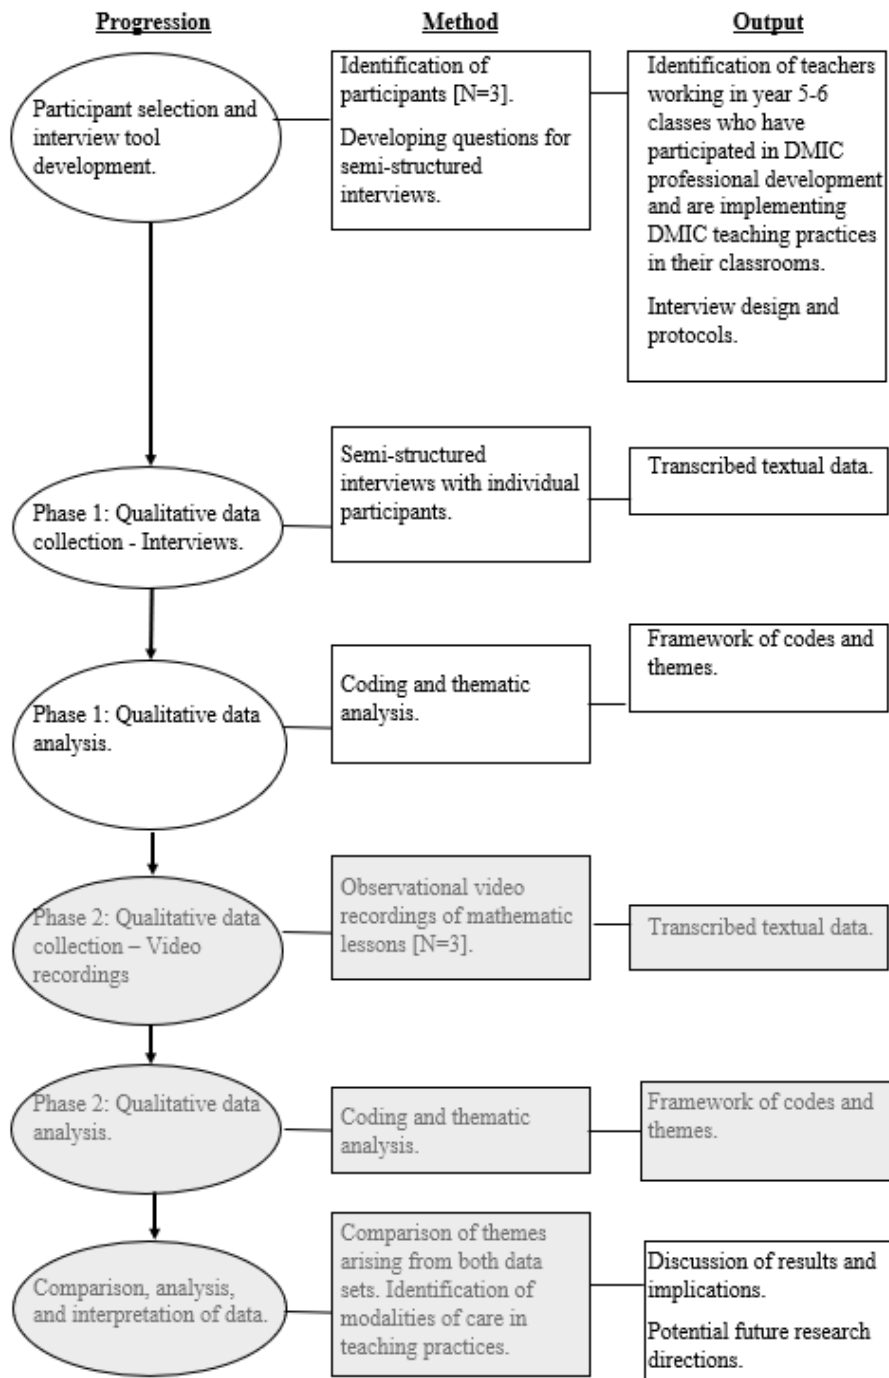 Progression
Method
Output
Participant selection and
interview tool
development.
Identification of
participants [N=3].
Developing questions for
semi-structured
interviews.
Identification of teachers
working in year 5-6
classes who have
participated in DMIC
professional development
and are implementing
DMIC teaching practices
in their classrooms.
Interview design and
protocols.
Phase 1: Qualitative data
collection - Interviews.
Semi-structured
interviews with individual
participants.
Transcribed textual data.
Phase 1: Qualitative data
analysis.
Coding and thematic
analysis.
Framework of codes and
themes.
Phase 2: Qualitative data
collection – Video
recordings
Observational video
recordings of mathematic
lessons [N=3].
Transcribed textual data.
Phase 2: Qualitative data
analysis.
Coding and thematic
analysis.
Framework of codes and
themes.
Comparison, analysis,
and interpretation of data.
Comparison of themes
arising from both data
sets. Identification of
modalities of care in
teaching practices.
Discussion of results and
implications.
Potential future research
directions.